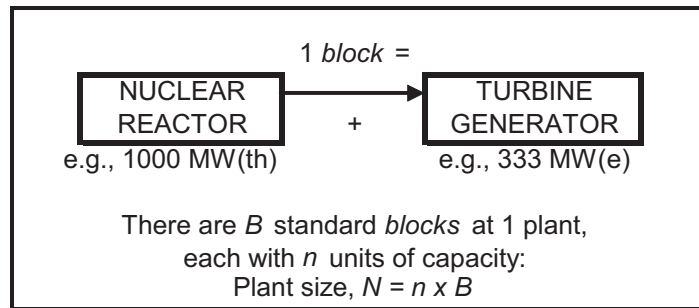 1 block =
NUCLEAR
REACTOR
+
TURBINE
GENERATOR
e.g., 1000 MW(th)
e.g., 333 MW(e)
There are B standard blocks at 1 plant,
each with n units of capacity:
Plant size, N = n x B